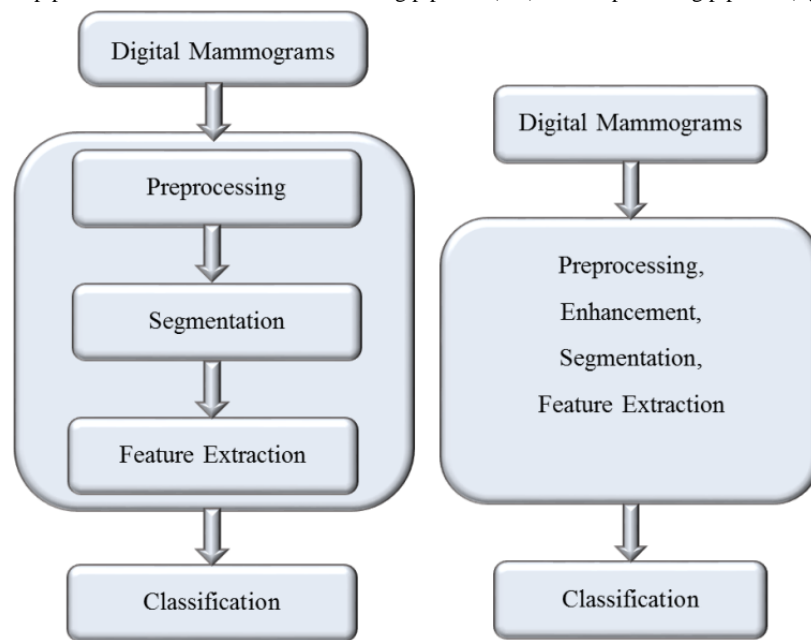 Digital Mammograms
Preprocessing
Segmentation
Feature Extraction
Classification
Digital Mammograms
Preprocessing,
Enhancement,
Segmentation,
Feature Extraction
Classification